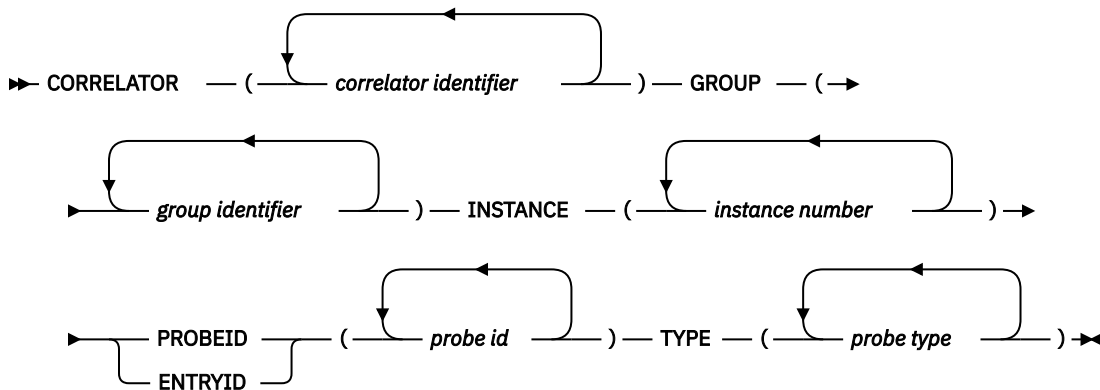 CORRELATOR ( correlator identifier ) GROUP (
group identifier ) INSTANCE ( instance number )
PROBEID ( probe id ) TYPE ( probe type )
ENTRYID